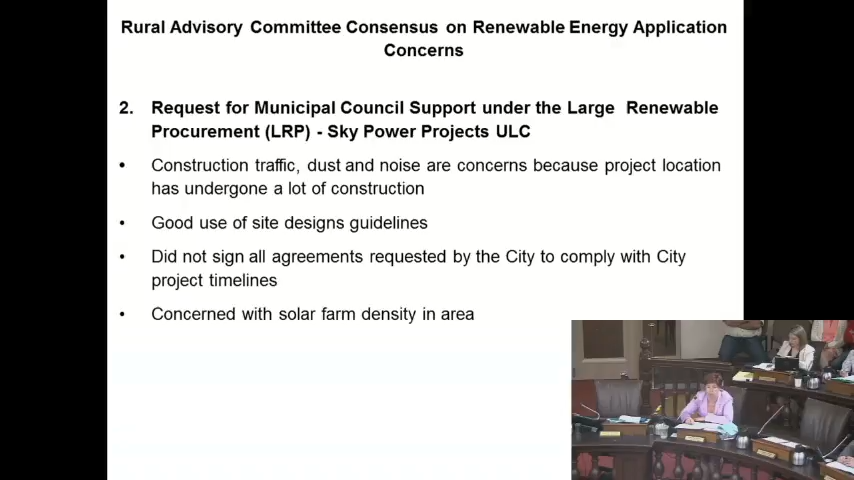 Rural Advisory Committee Consensus on Renewable Energy Application
Concerns
2. Request for Municipal Council Support under the Large Renewable
Procurement (LRP) - Sky Power Projects ULC
• Construction traffic, dust and noise are concerns because project location
has undergone a lot of construction
• Good use of site designs guidelines
• Did not sign all agreements requested by the City to comply with City
project timelines
• Concerned with solar farm density in area